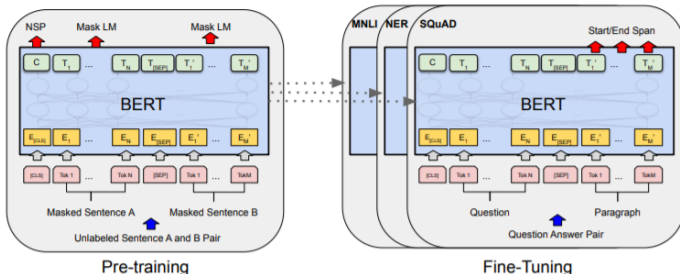 NSP Mask LM Mask LM
C T1 ... TN T[SEP] T1' ... TM'
BERT
E[CLS] E1 ... EN E[SEP] E1' ... EM'
[CLS] Tok 1 ... Tok N [SEP] Tok 1 ... TokM
Masked Sentence A Masked Sentence B
Unlabeled Sentence A and B Pair
Pre-training
MNLI NER SQuAD Start/End Span
C T1 ... TN T[SEP] T1' ... TM'
BERT
E[CLS] E1 ... EN E[SEP] E1' ... EM'
[CLS] Tok 1 ... Tok N [SEP] Tok 1 ... TokM
Question Paragraph
Question Answer Pair
Fine-Tuning